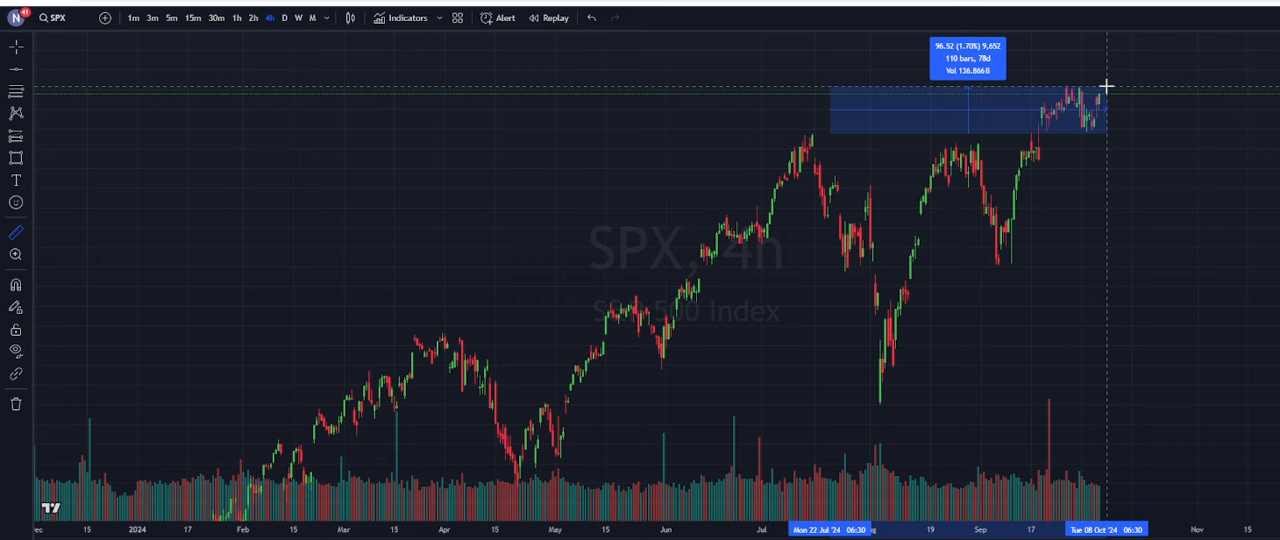 N 41 SPX 1m 3m 5m 15m 30m 1h 2h 4h D W M Indicators Alert Replay
96.52 (1.70%) 9,652
110 bars, 78d
Vol 136.866B
SPX, 4h
S&P 500 Index
15 2024 17 Feb 15 Mar 15 Apr 15 May 15 Jun 15 Jul Mon 22 Jul '24 06:30 19 Sep 17 Tue 08 Oct '24 06:30 Nov 15